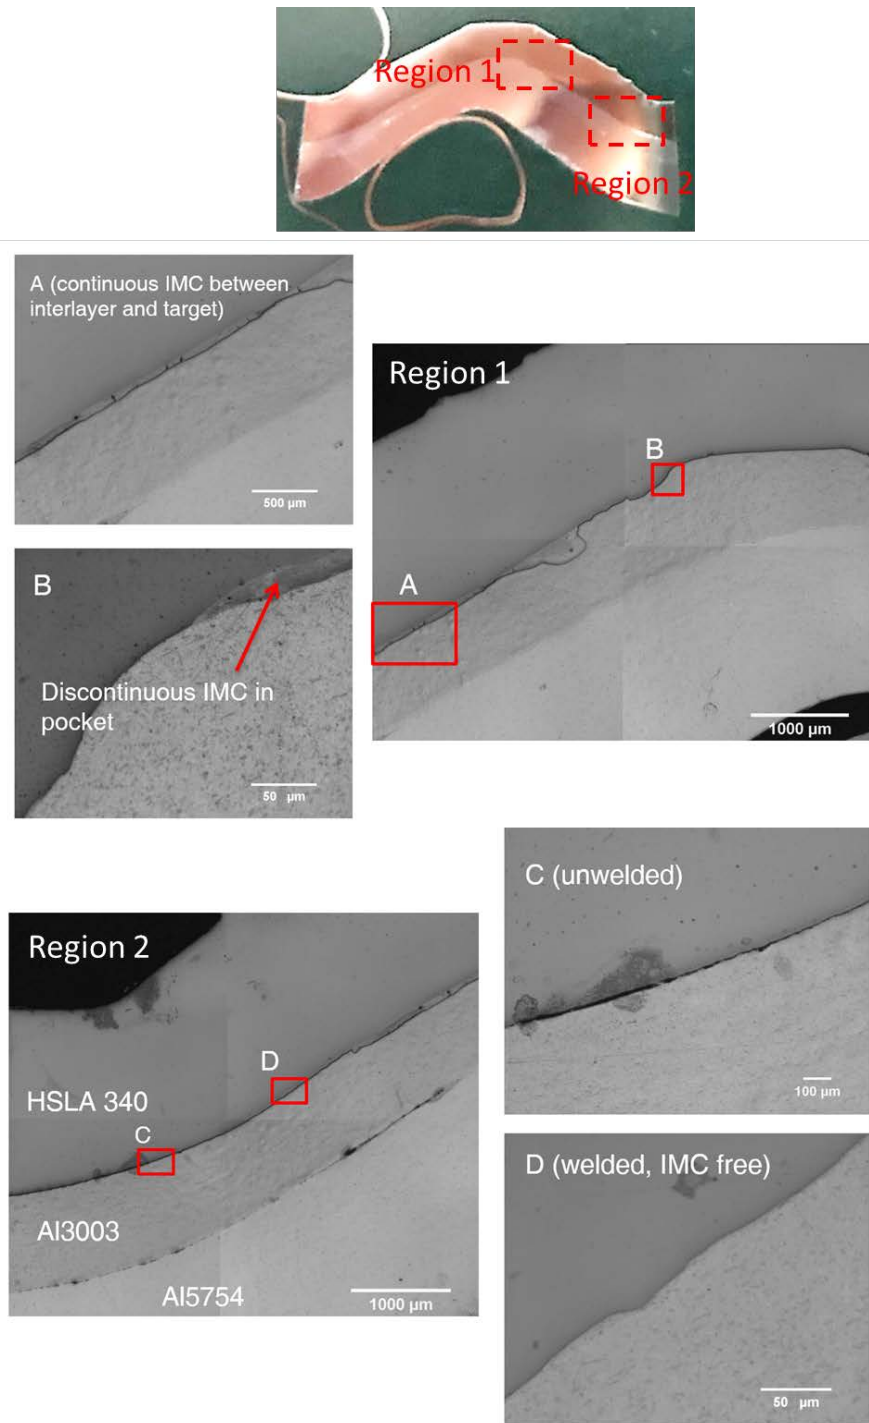 Region 1
Region 2
A (continuous IMC between
interlayer and target)
500 µm
Region 1
B
A
1000 µm
B
Discontinuous IMC in
pocket
50 µm
C (unwelded)
100 µm
Region 2
D
HSLA 340
C
Al3003
Al5754
1000 µm
D (welded, IMC free)
50 µm